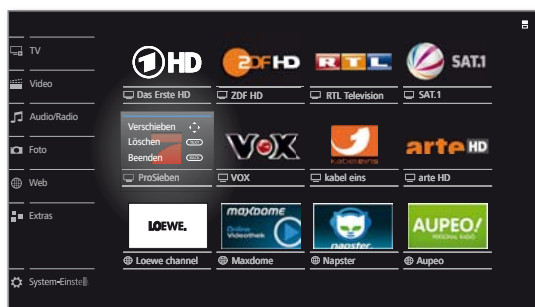 TV
Video
Audio/Radio
Foto
Web
Extras
System-Einstell
HD
ZDF HD
RTL
SAT.1
Das Erste HD
ZDF HD
RTL Television
SAT.1
Verschieben
Löschen
Beenden
VOX
kabel eins
arte HD
ProSieben
VOX
kabel eins
arte HD
LOEWE.
maxdome
Online
Videothek
napster.
AUPEO!
PERSONAL RADIO
Loewe channel
Maxdome
Napster
Aupeo